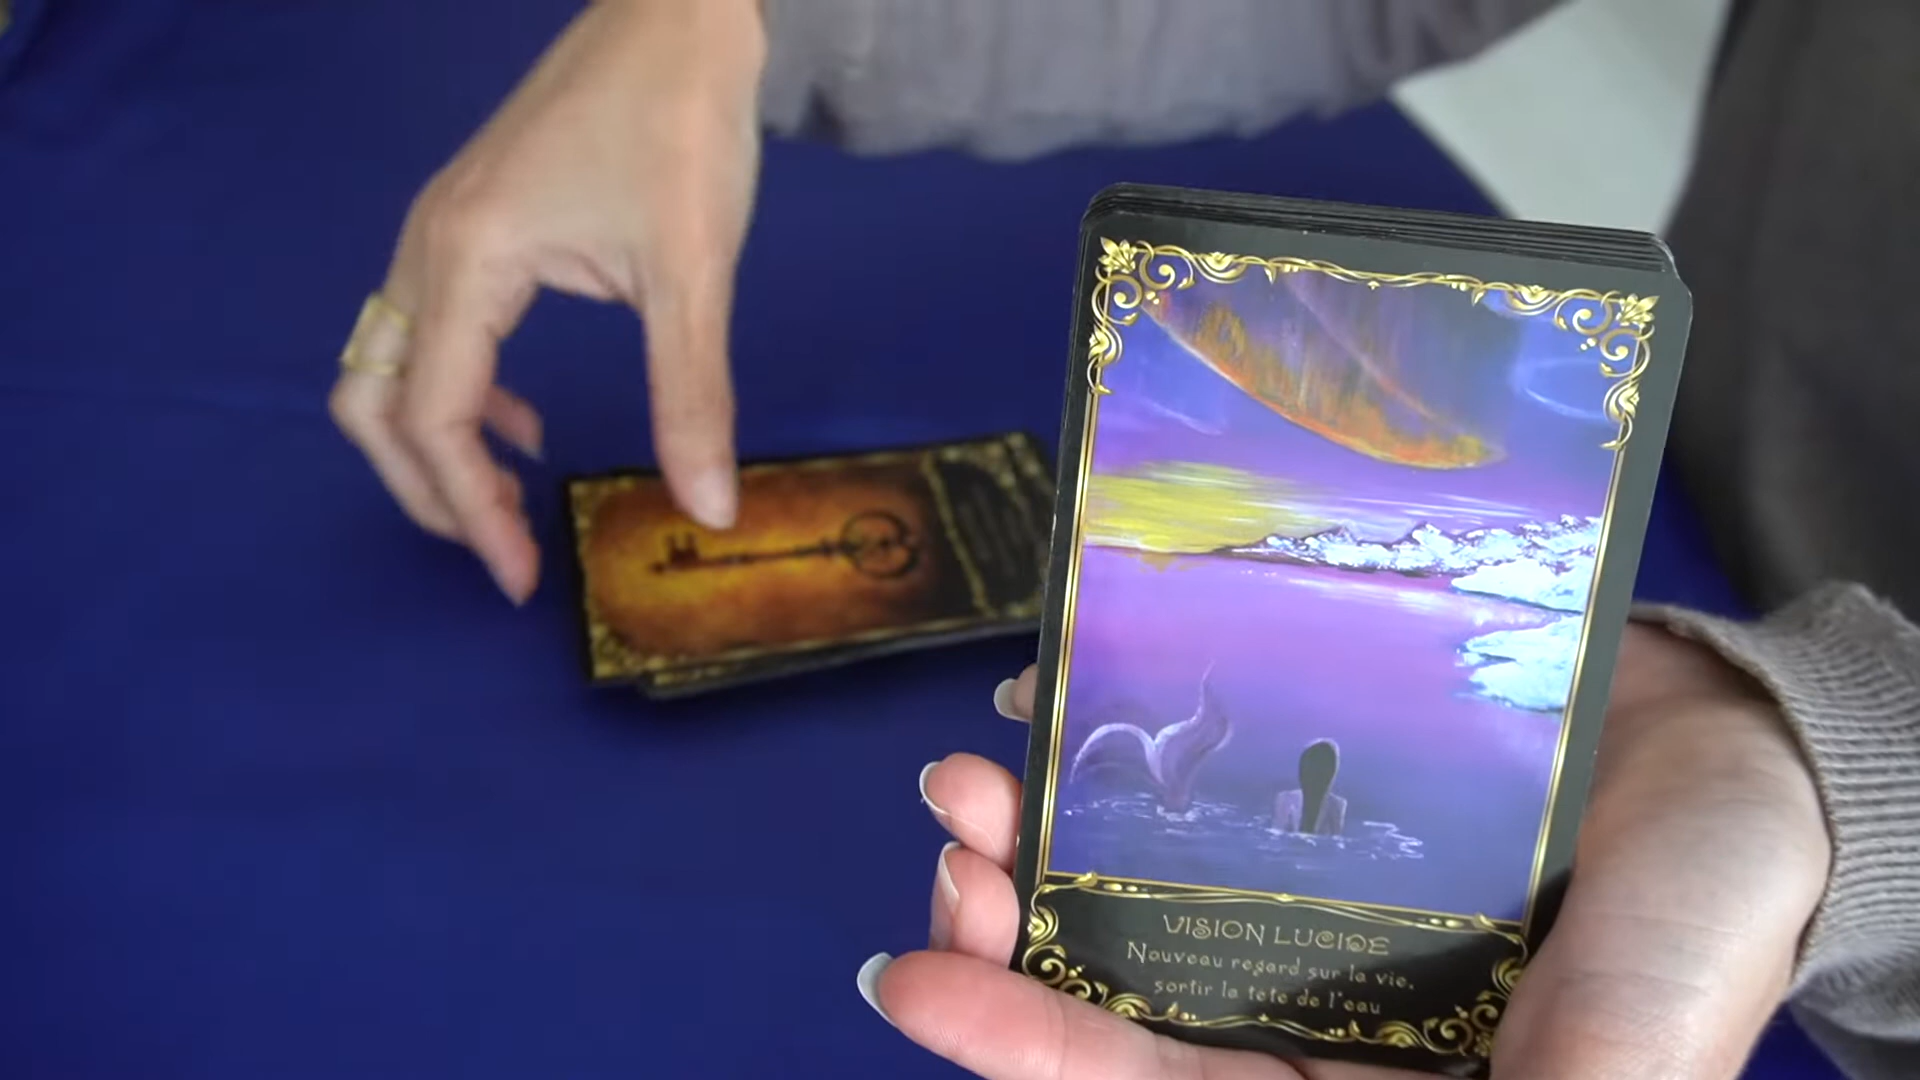 VISION LUCIDE
Nouveau regard sur la vie,
sortir la tête de l'eau